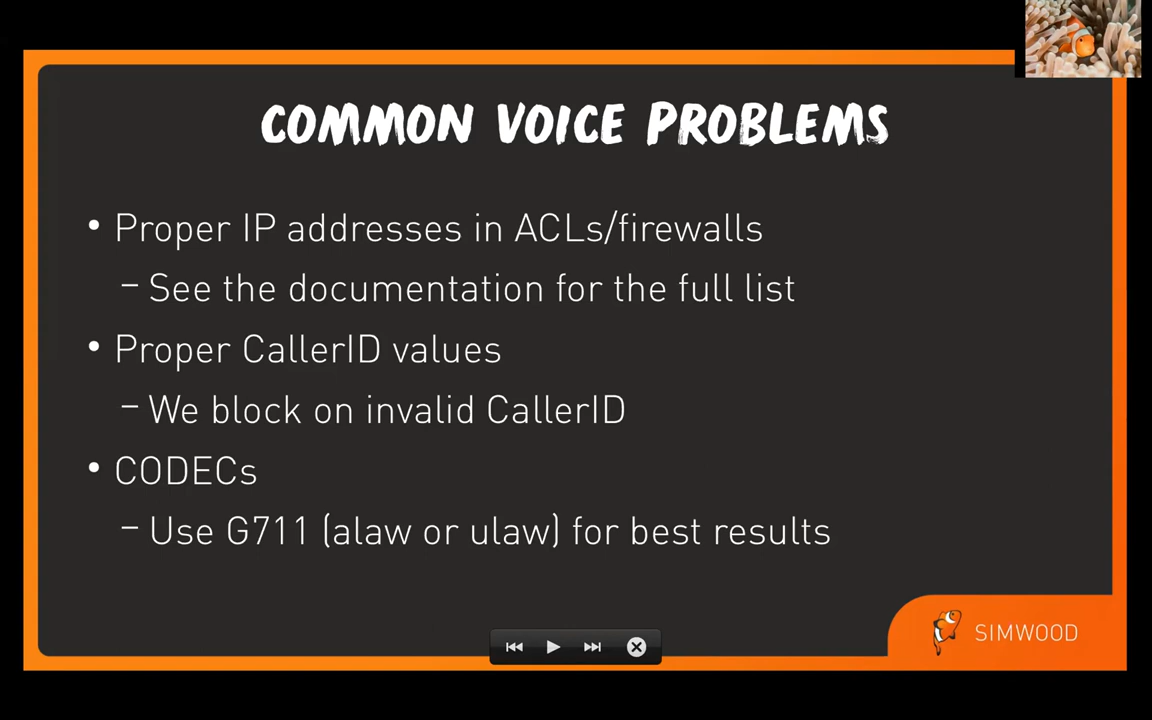 COMMON VOICE PROBLEMS
• Proper IP addresses in ACLs/firewalls
– See the documentation for the full list
• Proper CallerID values
– We block on invalid CallerID
• CODECs
– Use G711 (alaw or ulaw) for best results
SIMWOOD